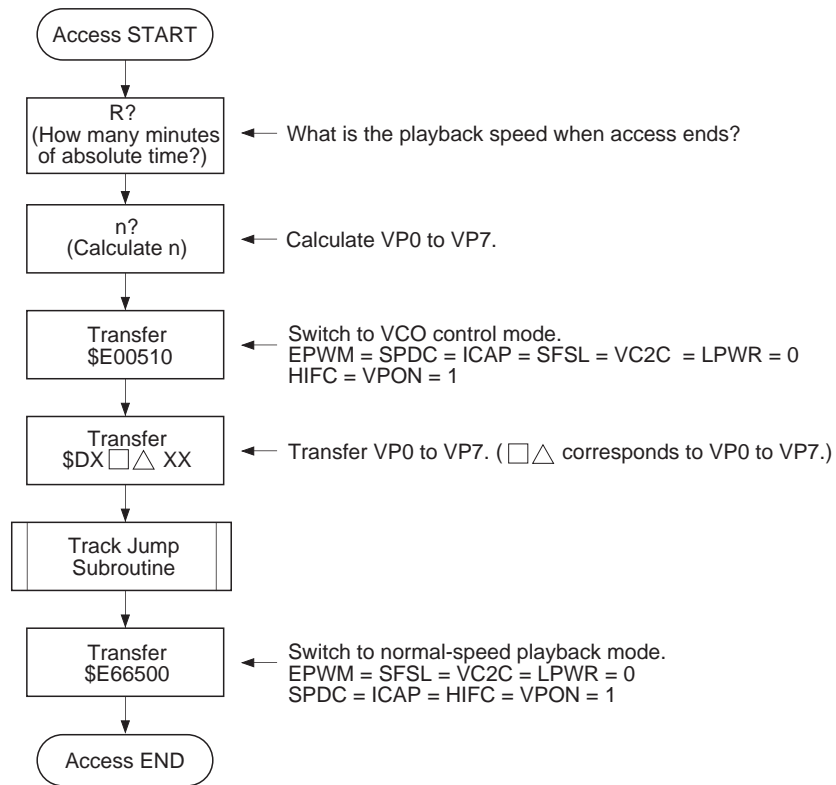 Access START
R?
(How many minutes
of absolute time?)
What is the playback speed when access ends?
n?
(Calculate n)
Calculate VP0 to VP7.
Transfer
$E00510
Switch to VCO control mode.
EPWM = SPDC = ICAP = SFSL = VC2C = LPWR = 0
HIFC = VPON = 1
Transfer
$DX □△ XX
Transfer VP0 to VP7. ( □△ corresponds to VP0 to VP7.)
Track Jump
Subroutine
Transfer
$E66500
Switch to normal-speed playback mode.
EPWM = SFSL = VC2C = LPWR = 0
SPDC = ICAP = HIFC = VPON = 1
Access END